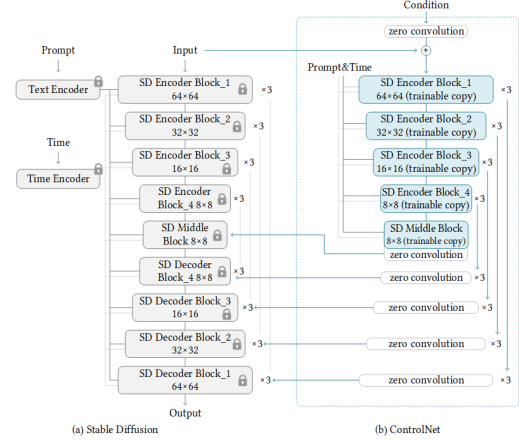 Condition
zero convolution
Prompt
Input
Prompt&Time
Text Encoder
SD Encoder Block_1
64×64
×3
SD Encoder Block_1
64×64 (trainable copy)
×3
SD Encoder Block_2
32×32
×3
SD Encoder Block_2
32×32 (trainable copy)
×3
Time
Time Encoder
SD Encoder Block_3
16×16
×3
SD Encoder Block_3
16×16 (trainable copy)
×3
SD Encoder
Block_4 8×8
×3
SD Encoder Block_4
8×8 (trainable copy)
×3
SD Middle
Block 8×8
SD Middle Block
8×8 (trainable copy)
zero convolution
SD Decoder
Block_4 8×8
×3
zero convolution
×3
SD Decoder Block_3
16×16
×3
zero convolution
×3
SD Decoder Block_2
32×32
×3
zero convolution
×3
SD Decoder Block_1
64×64
×3
zero convolution
×3
Output
(a) Stable Diffusion
(b) ControlNet